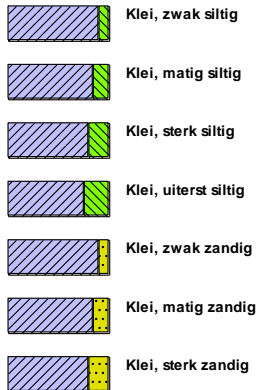 Klei, zwak siltig
Klei, matig siltig
Klei, sterk siltig
Klei, uiterst siltig
Klei, zwak zandig
Klei, matig zandig
Klei, sterk zandig